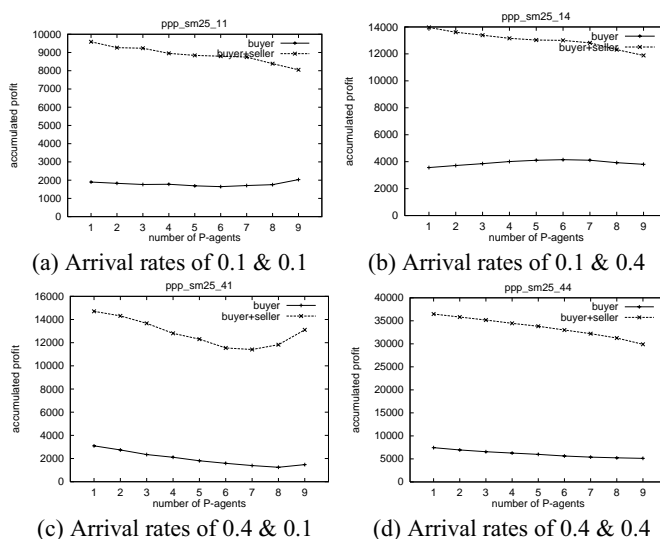 ppp_sm25_11
10000
9000
8000
7000
6000
5000
4000
3000
2000
1000
0
accumulated profit
buyer
buyer+seller
1 2 3 4 5 6 7 8 9
number of P-agents
(a) Arrival rates of 0.1 & 0.1
ppp_sm25_14
14000
12000
10000
8000
6000
4000
2000
0
accumulated profit
buyer
buyer+seller
1 2 3 4 5 6 7 8 9
number of P-agents
(b) Arrival rates of 0.1 & 0.4
ppp_sm25_41
16000
14000
12000
10000
8000
6000
4000
2000
0
accumulated profit
buyer
buyer+seller
1 2 3 4 5 6 7 8 9
number of P-agents
(c) Arrival rates of 0.4 & 0.1
ppp_sm25_44
40000
35000
30000
25000
20000
15000
10000
5000
0
accumulated profit
buyer
buyer+seller
1 2 3 4 5 6 7 8 9
number of P-agents
(d) Arrival rates of 0.4 & 0.4